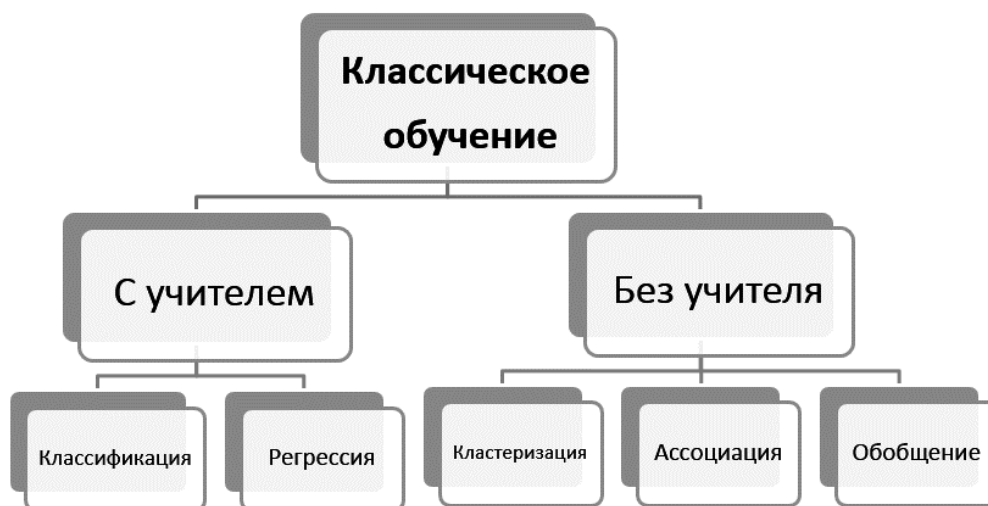 Классическое
обучение
С учителем
Без учителя
Классификация
Регрессия
Кластеризация
Ассоциация
Обобщение